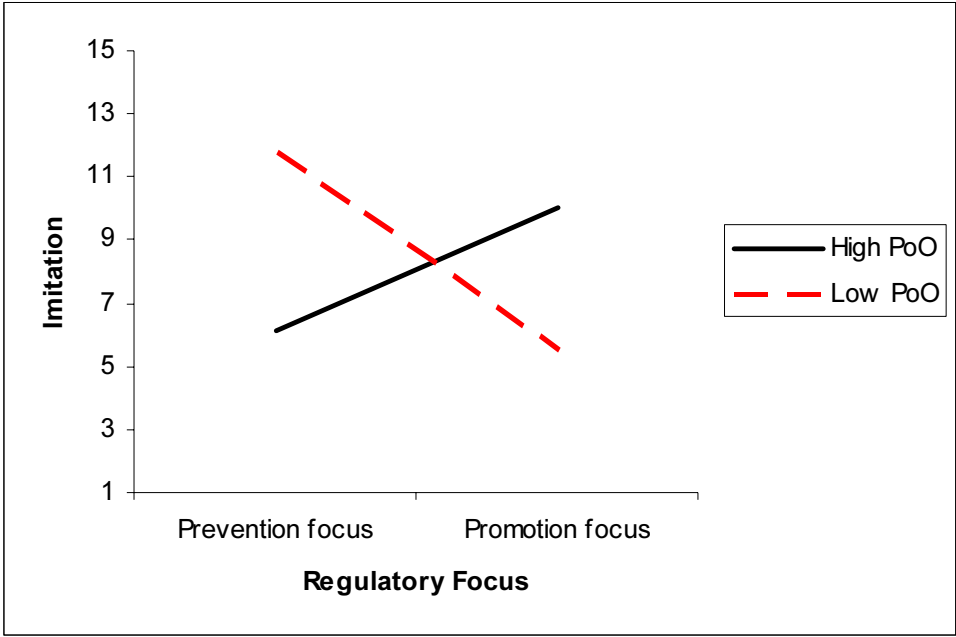 15
13
11
9
7
5
3
1
Imitation
Prevention focus
Promotion focus
Regulatory Focus
High PoO
Low PoO